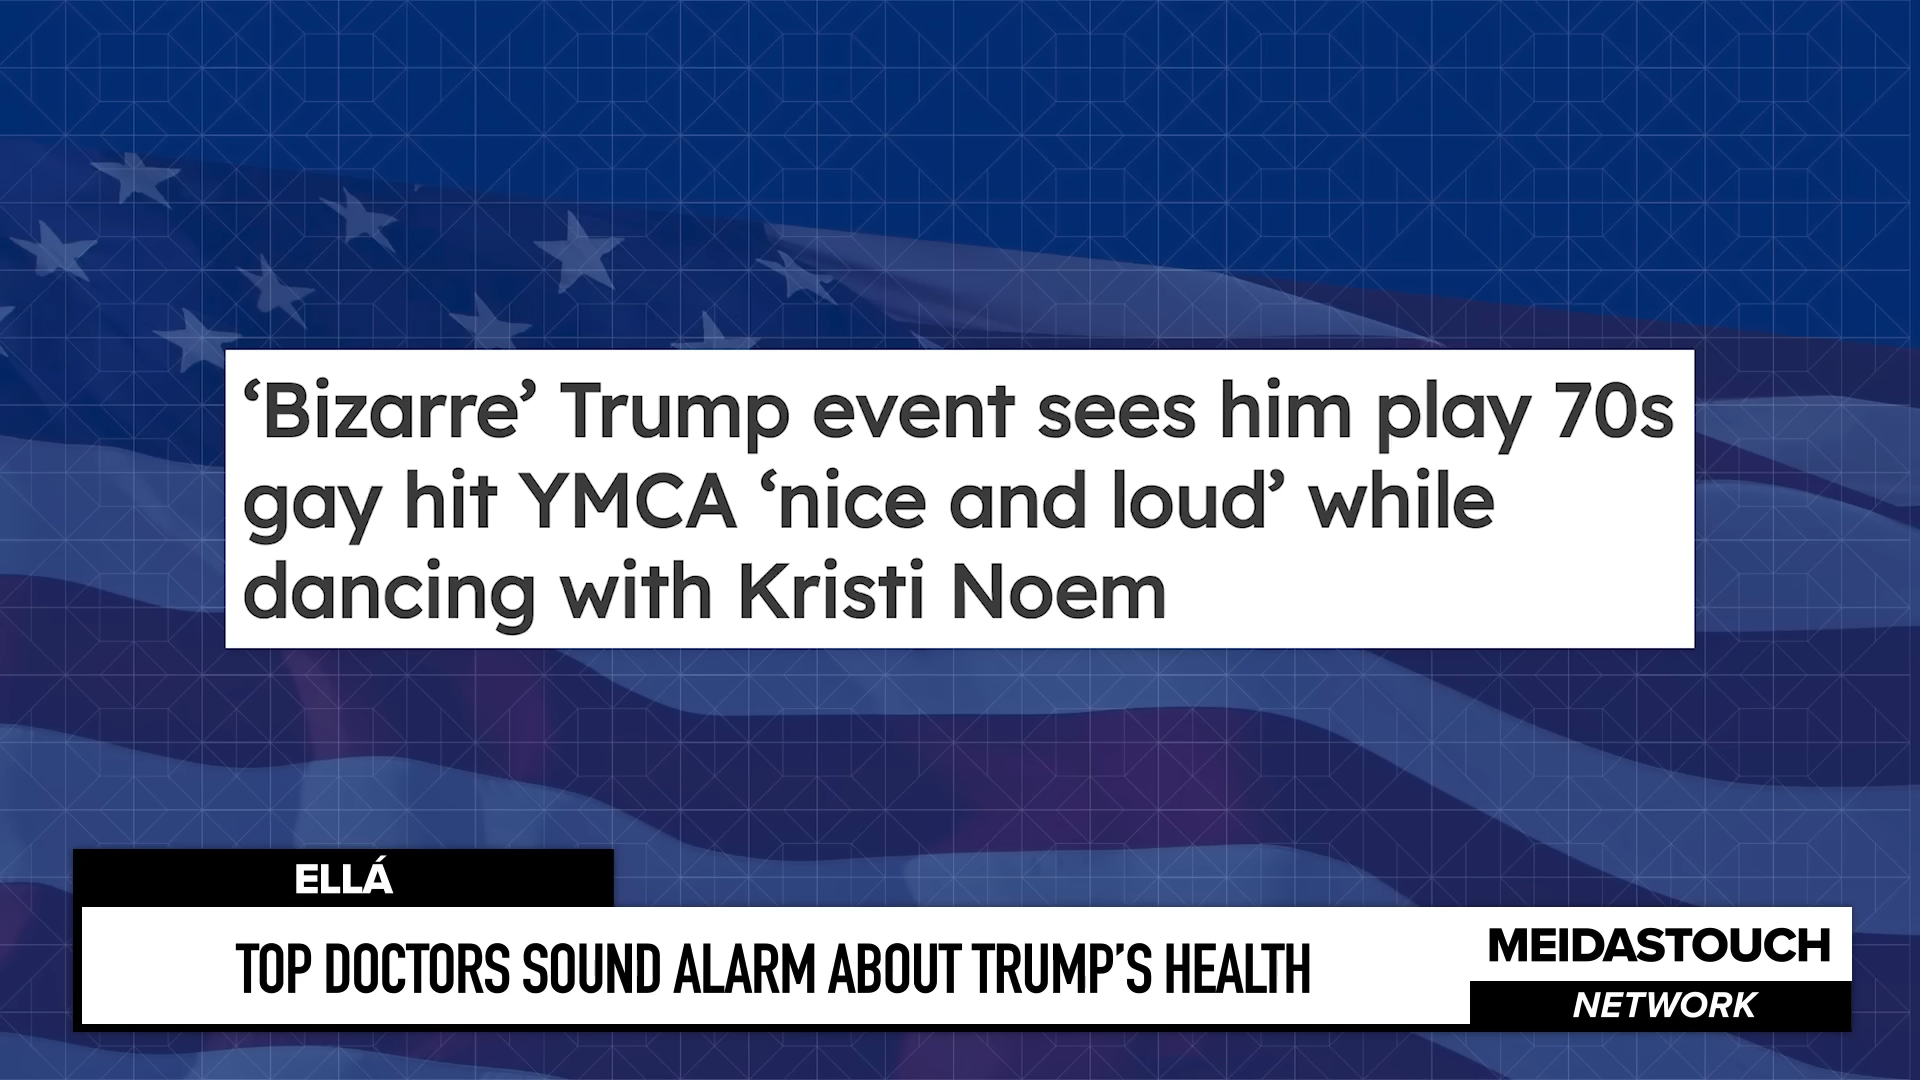 ‘Bizarre’ Trump event sees him play 70s
gay hit YMCA ‘nice and loud’ while
dancing with Kristi Noem
ELLÁ
TOP DOCTORS SOUND ALARM ABOUT TRUMP’S HEALTH
MEIDASTOUCH
NETWORK